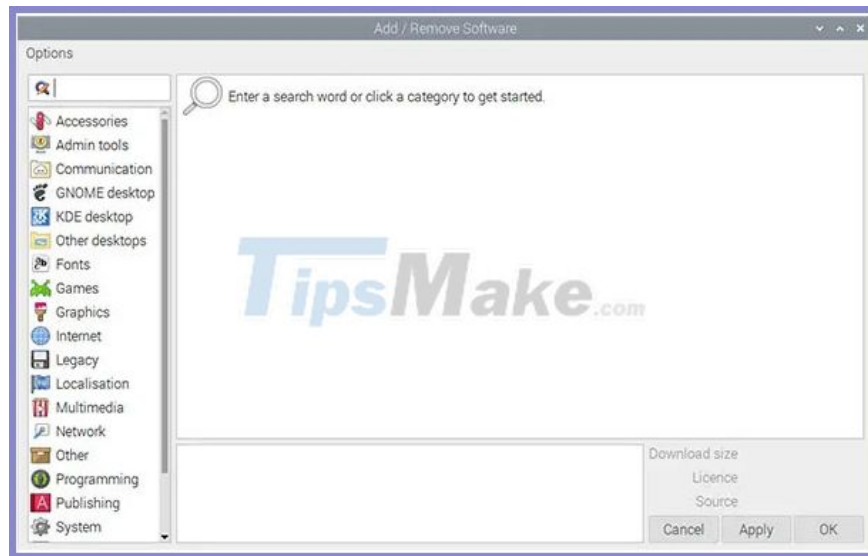 Add / Remove Software
Options
Enter a search word or click a category to get started.
Accessories
Admin tools
Communication
GNOME desktop
KDE desktop
Other desktops
Fonts
Games
Graphics
Internet
Legacy
Localisation
Multimedia
Network
Other
Programming
Publishing
System
TipsMake.com
Download size
Licence
Source
Cancel Apply OK